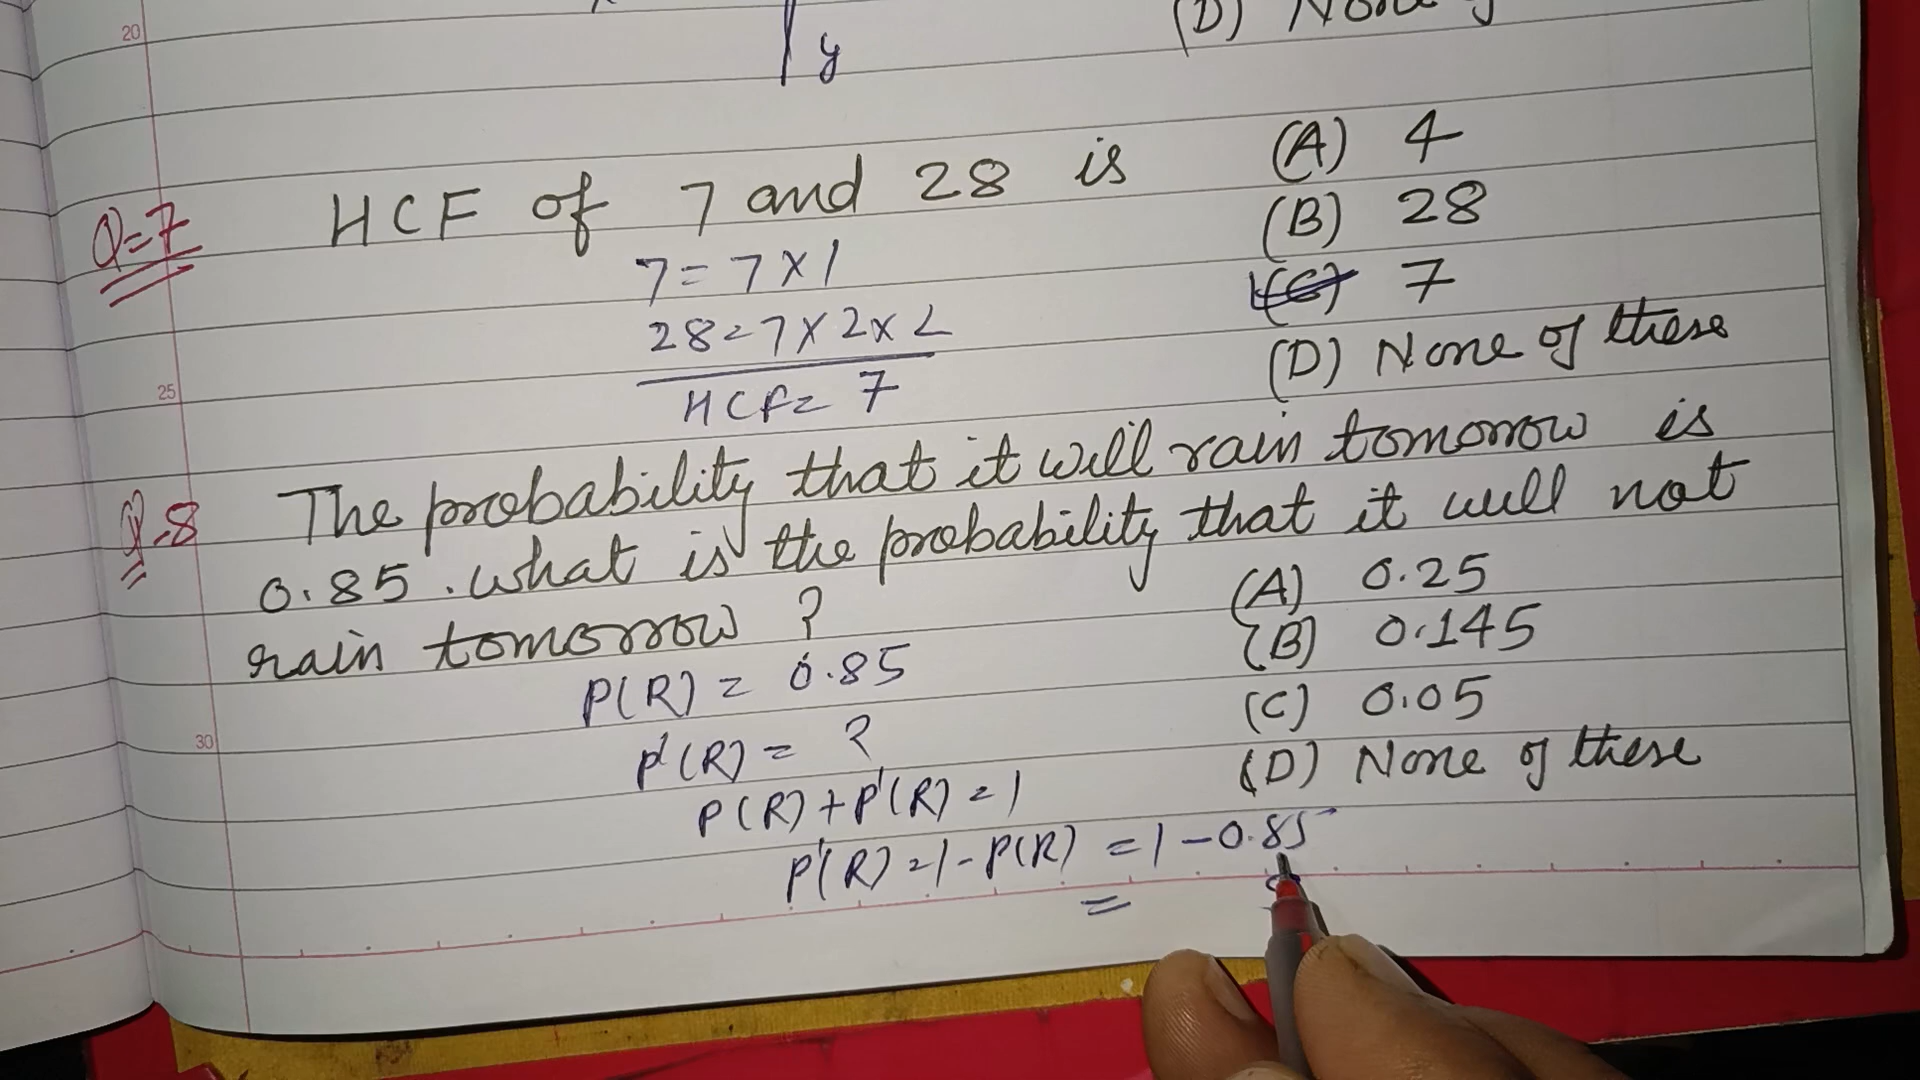 20
y
(D) None
Q=7 HCF of 7 and 28 is (A) 4
(B) 28
7 = 7 X 1
(C) 7
28 = 7 X 2 X 2
(D) None of these
25
HCF = 7
Q.8 The probability that it will rain tomorrow is
0.85. what is the probability that it will not
rain tomorrow ?
(A) 0.25
(B) 0.145
P(R) = 0.85
(C) 0.05
30
P'(R) = ?
(D) None of these
P(R) + P'(R) = 1
P'(R) = 1 - P(R) = 1 - 0.85
=